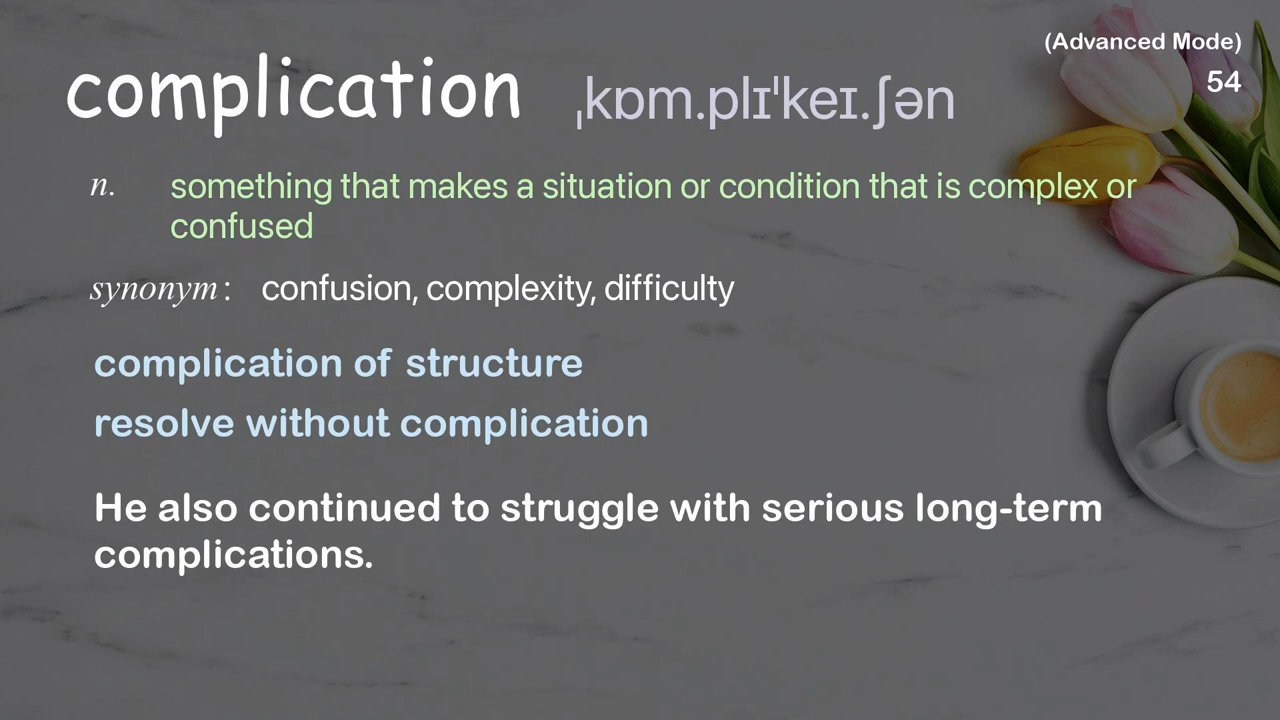 (Advanced Mode)
complication ˌkɒm.plɪˈkeɪ.ʃən
54
n. something that makes a situation or condition that is complex or
confused
synonym: confusion, complexity, difficulty
complication of structure
resolve without complication
He also continued to struggle with serious long-term
complications.